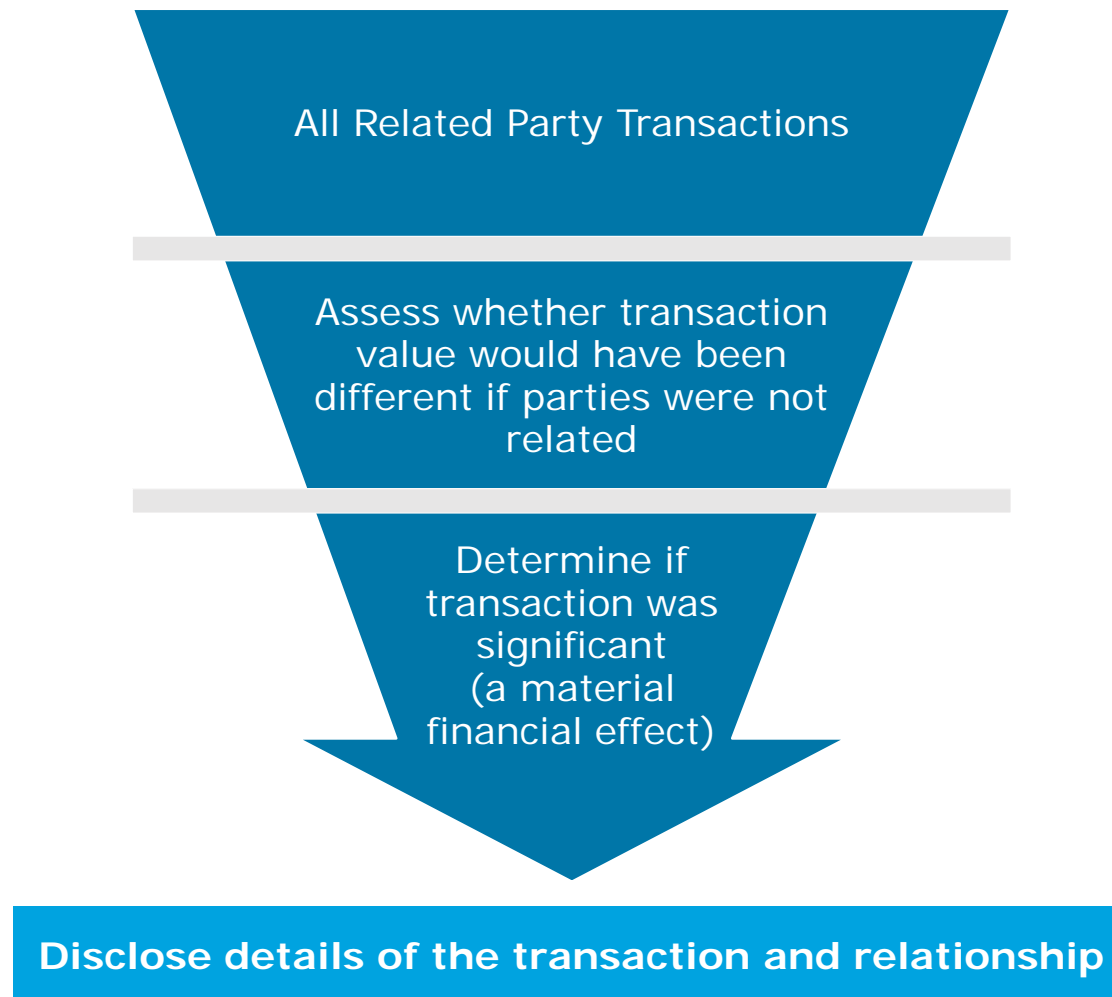 All Related Party Transactions
Assess whether transaction
value would have been
different if parties were not
related
Determine if
transaction was
significant
(a material
financial effect)
Disclose details of the transaction and relationship